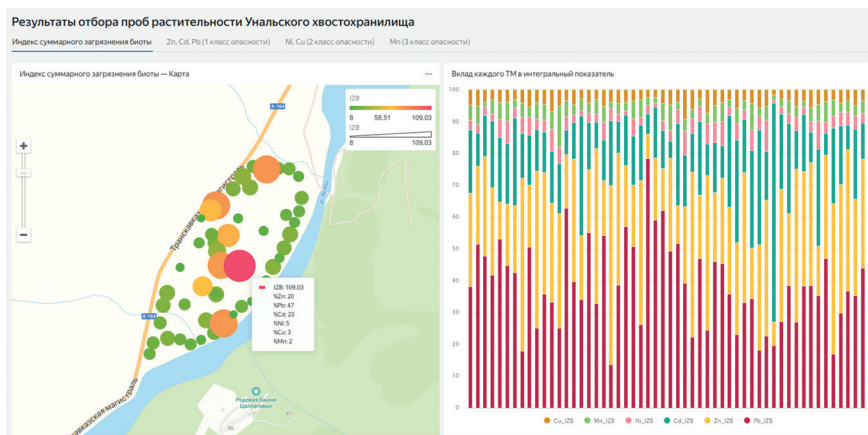 Результаты отбора проб растительности Унальского хвостохранилища
Индекс суммарного загрязнения биоты
Zn, Cd, Pb (1 класс опасности)
Ni, Cu (2 класс опасности)
Mn (3 класс опасности)
Индекс суммарного загрязнения биоты — Карта
...
IZB
8 58,51 109,03
IZB
8 109,03
А-164
Транскавказская магистраль
IZB: 109,03
%Zn: 20
%Pb: 47
%Cd: 23
%Ni: 5
%Cu: 3
%Mn: 2
А-164
Родовая башня
Цаллаговых
Вклад каждого ТМ в интегральный показатель
100
90
80
70
60
50
40
30
20
10
0
Cu_IZB Mn_IZB Ni_IZB Cd_IZB Zn_IZB Pb_IZB